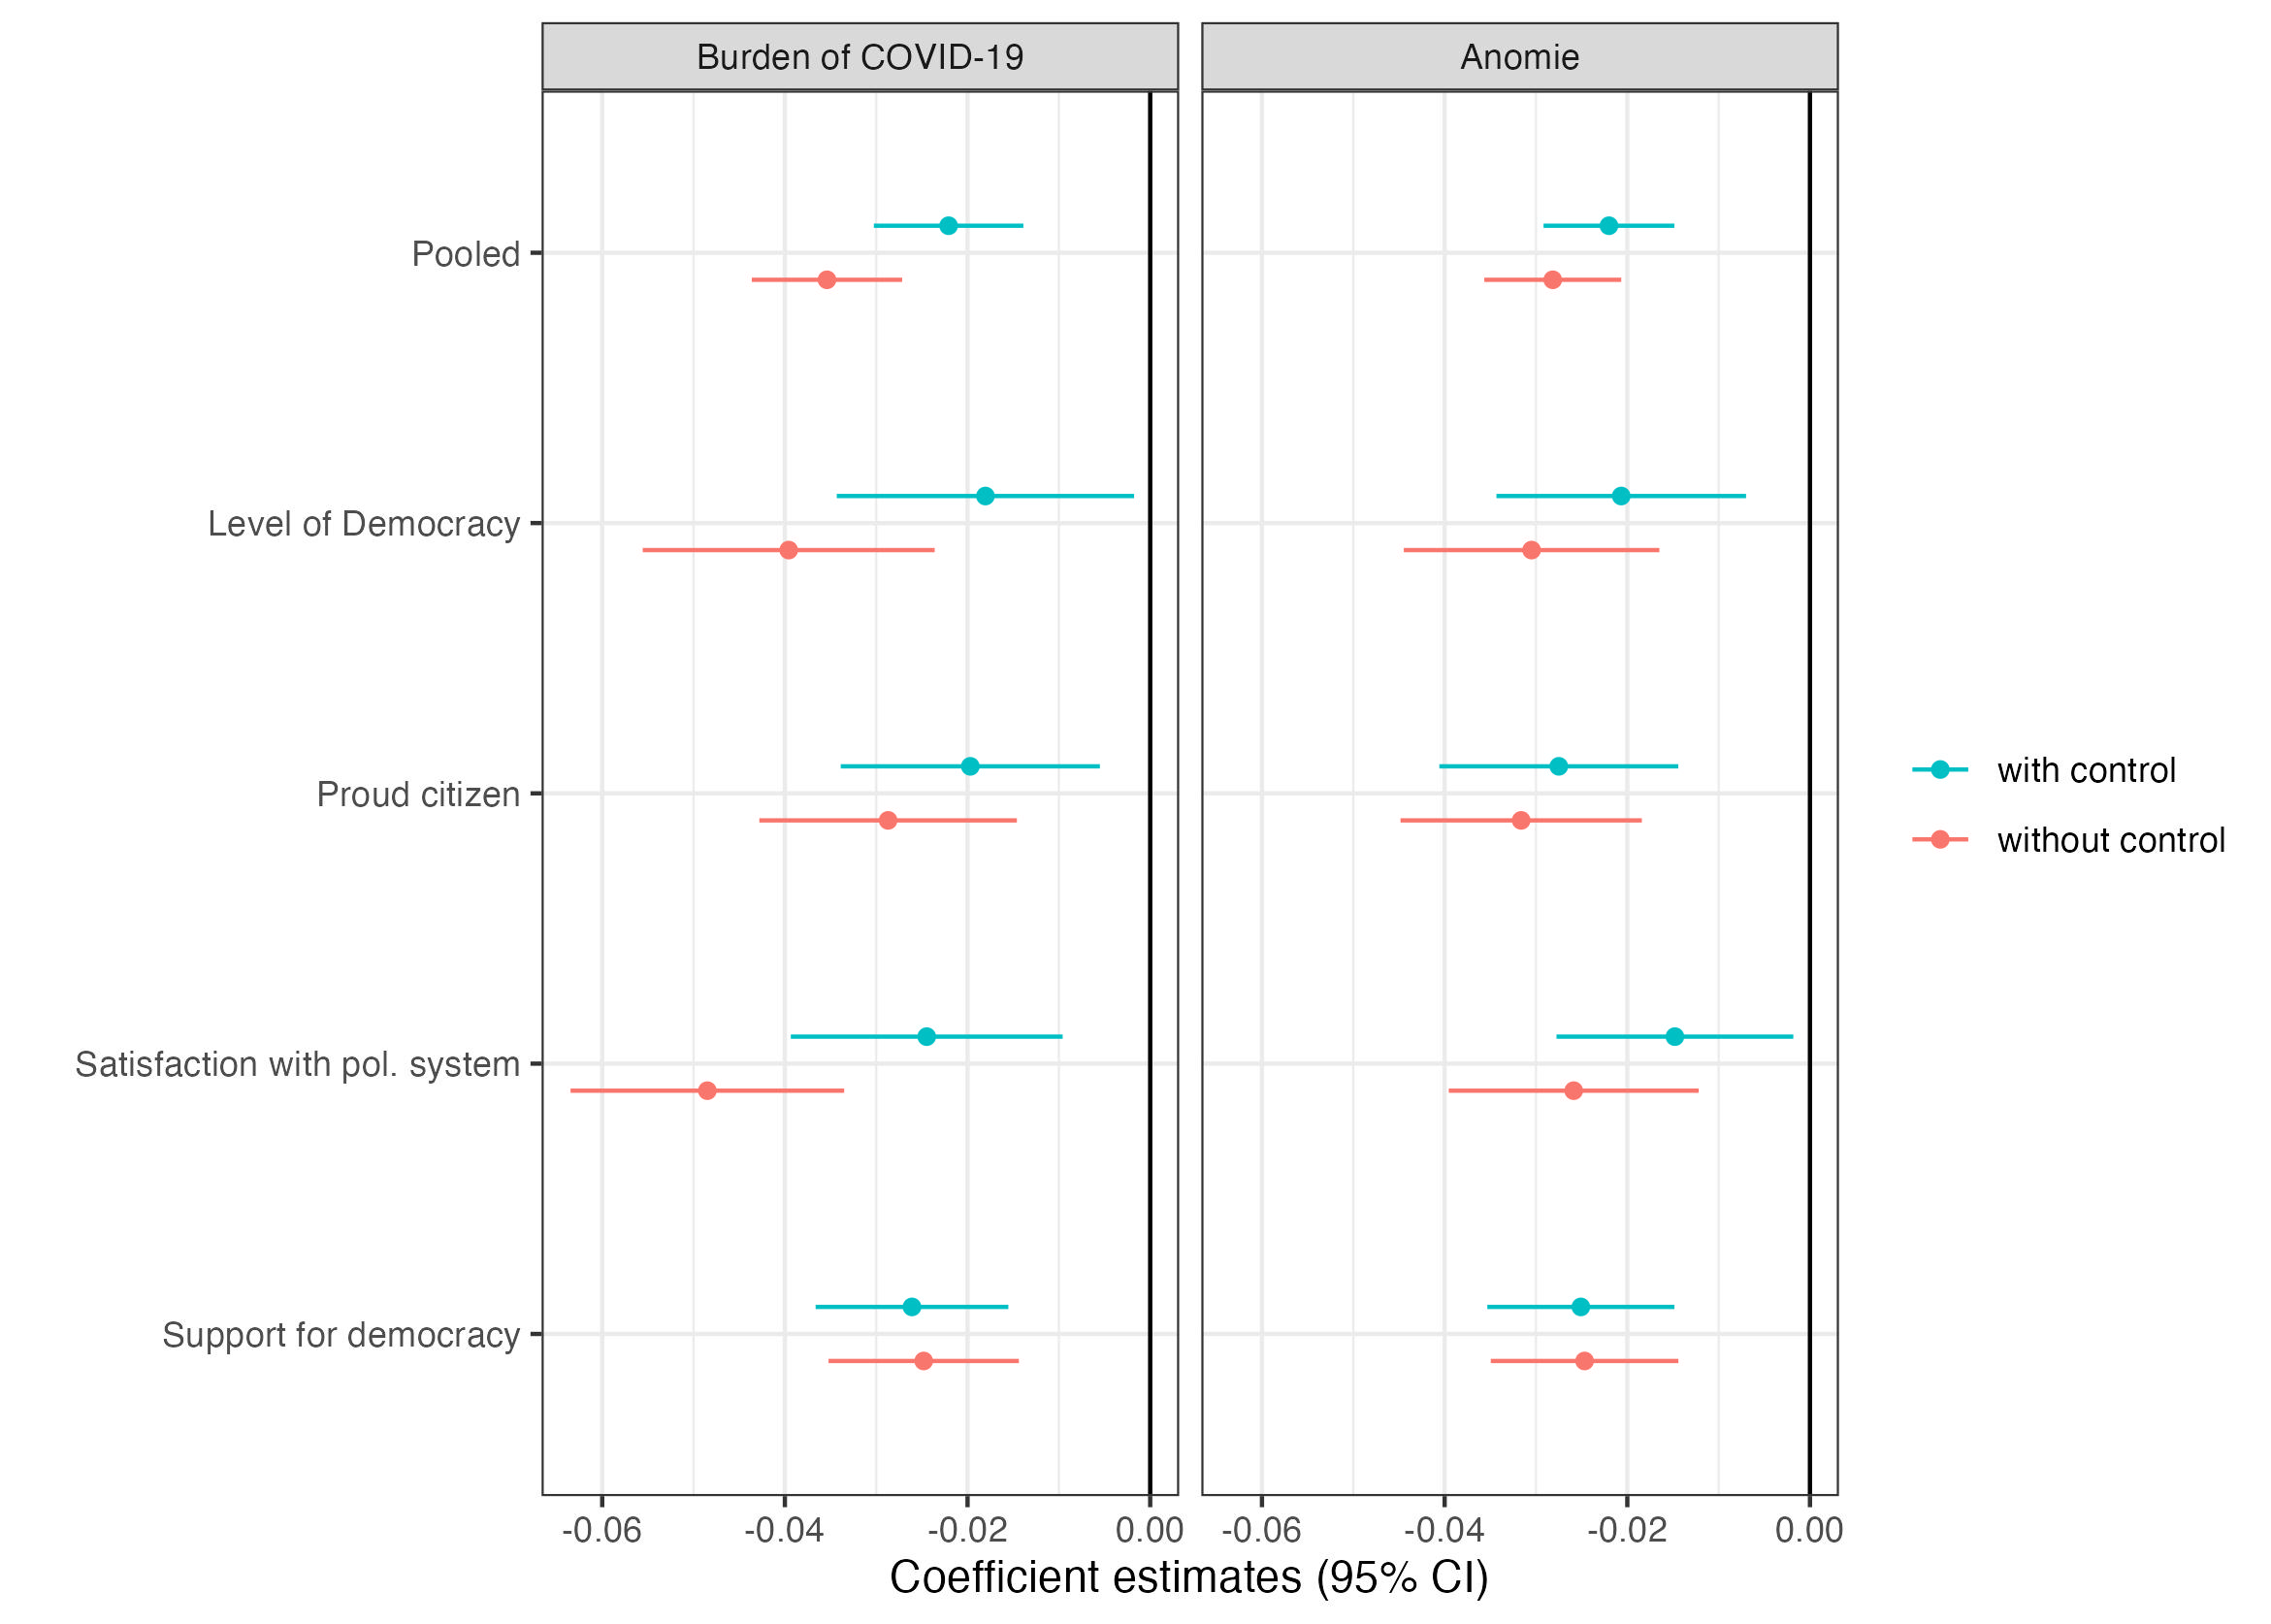 Burden of COVID-19
Anomie
Pooled
Level of Democracy
Proud citizen
Satisfaction with pol. system
Support for democracy
with control
without control
-0.06 -0.04 -0.02 0.00 -0.06 -0.04 -0.02 0.00
Coefficient estimates (95% CI)